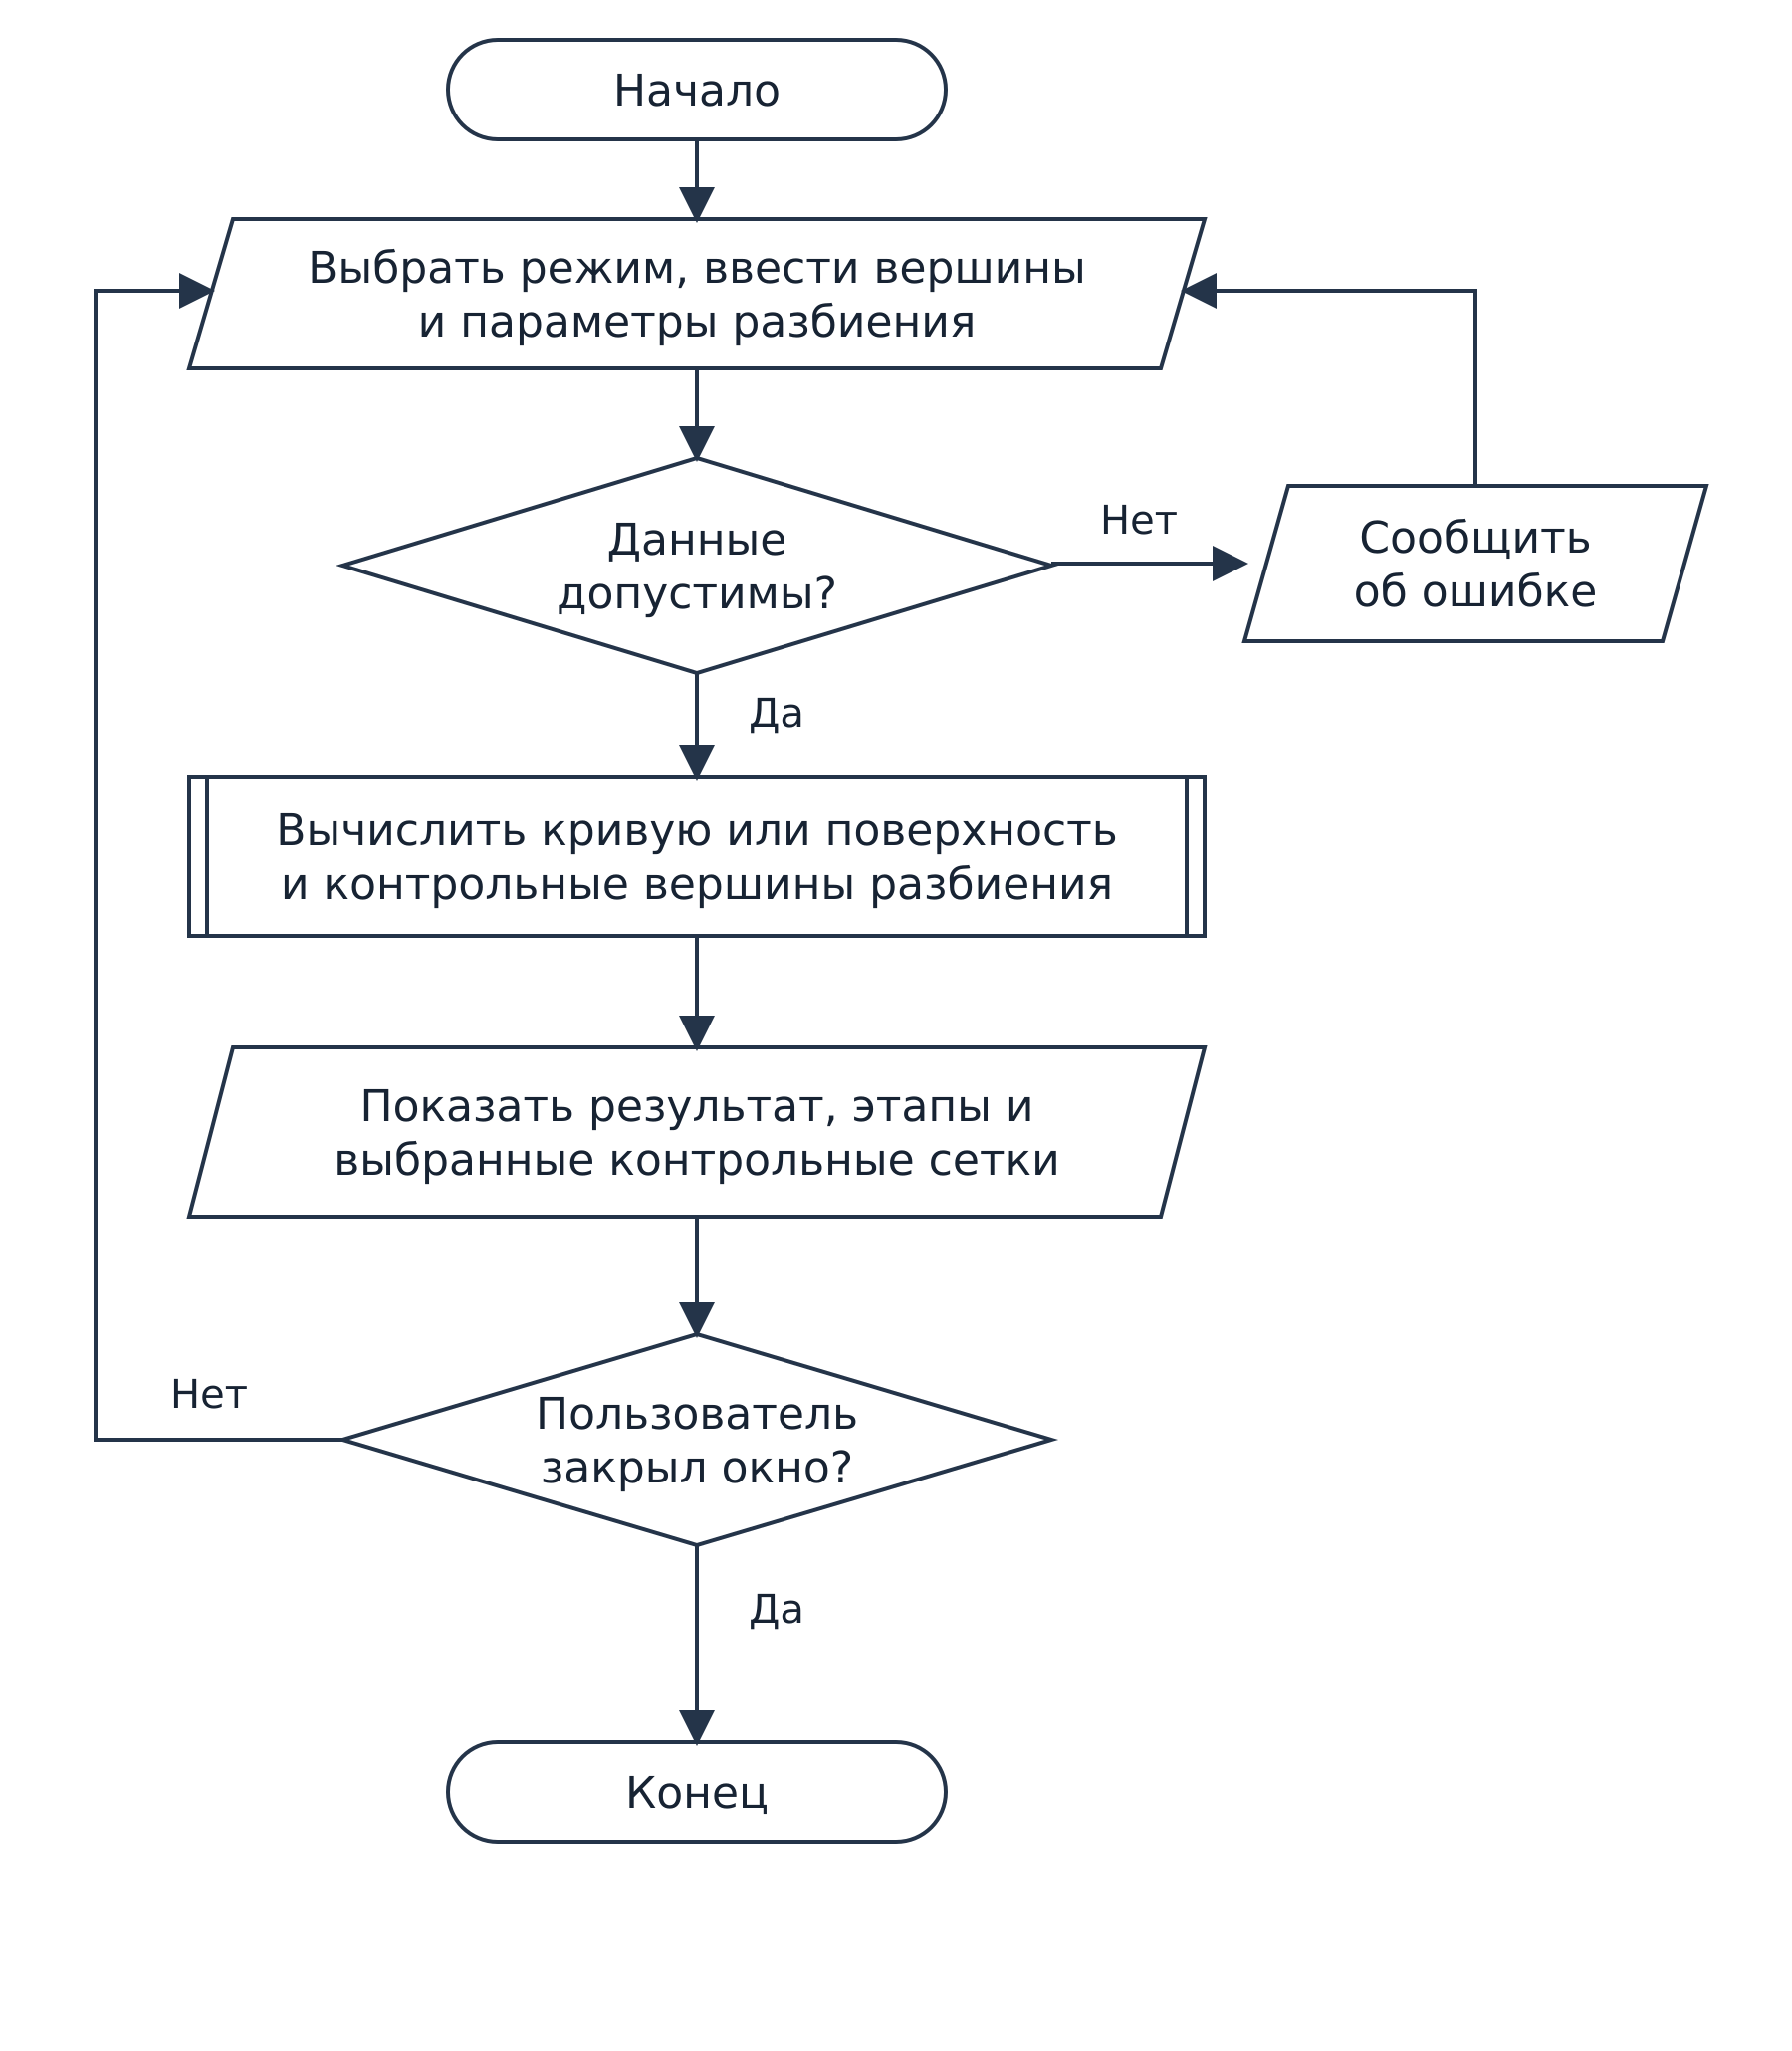 Начало
Выбрать режим, ввести вершины
и параметры разбиения
Данные
допустимы?
Нет
Сообщить
об ошибке
Да
Вычислить кривую или поверхность
и контрольные вершины разбиения
Показать результат, этапы и
выбранные контрольные сетки
Нет
Пользователь
закрыл окно?
Да
Конец